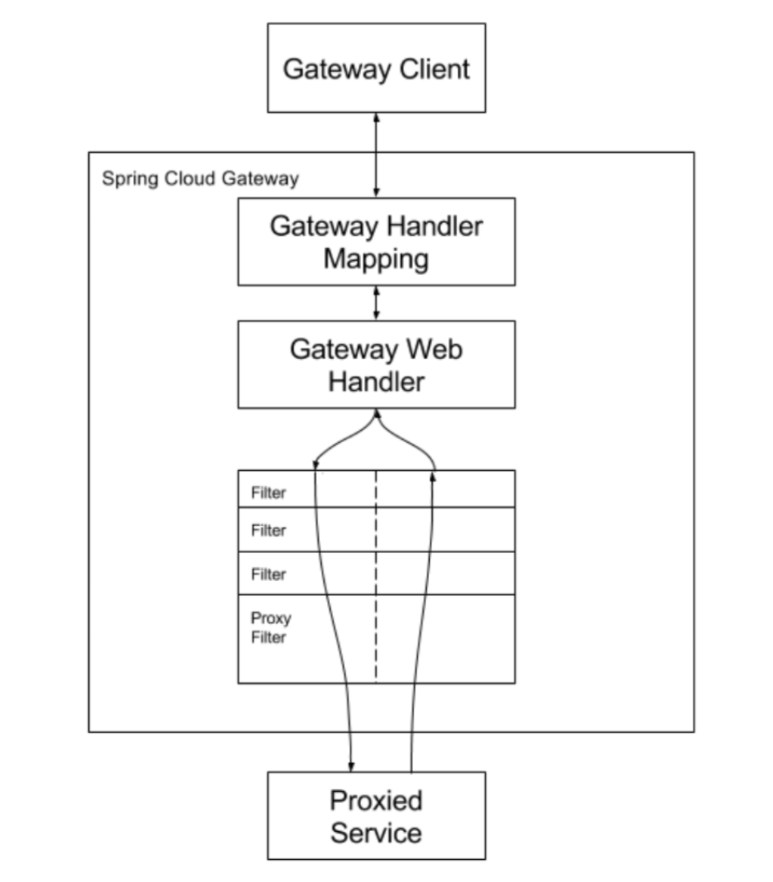 Gateway Client
Spring Cloud Gateway
Gateway Handler
Mapping
Gateway Web
Handler
Filter
Filter
Filter
Proxy
Filter
Proxied
Service